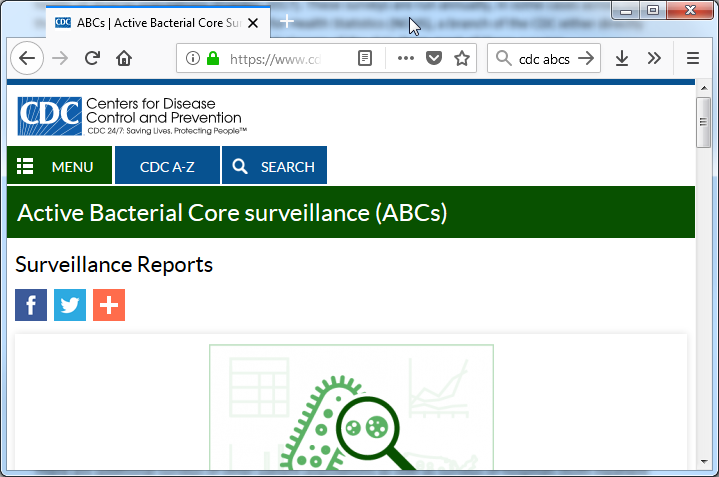 ABCs | Active Bacterial Core Sur
https://www.cd
cdc abcs
CDC
Centers for Disease
Control and Prevention
CDC 24/7: Saving Lives, Protecting People™
MENU
CDC A-Z
SEARCH
Active Bacterial Core surveillance (ABCs)
Surveillance Reports